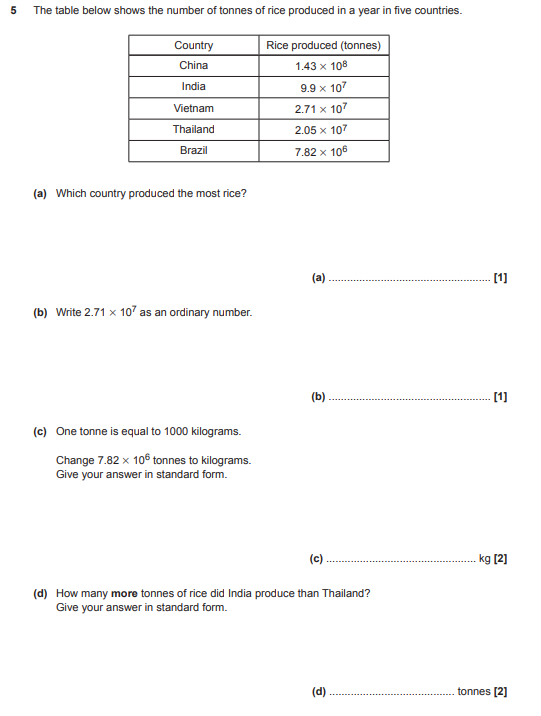 5 The table below shows the number of tonnes of rice produced in a year in five countries.
Country Rice produced (tonnes)
China 1.43 × 10⁸
India 9.9 × 10⁷
Vietnam 2.71 × 10⁷
Thailand 2.05 × 10⁷
Brazil 7.82 × 10⁶
(a) Which country produced the most rice?
(a) ...................................................... [1]
(b) Write 2.71 × 10⁷ as an ordinary number.
(b) ...................................................... [1]
(c) One tonne is equal to 1000 kilograms.
Change 7.82 × 10⁶ tonnes to kilograms.
Give your answer in standard form.
(c) .................................................. kg [2]
(d) How many more tonnes of rice did India produce than Thailand?
Give your answer in standard form.
(d) .......................................... tonnes [2]